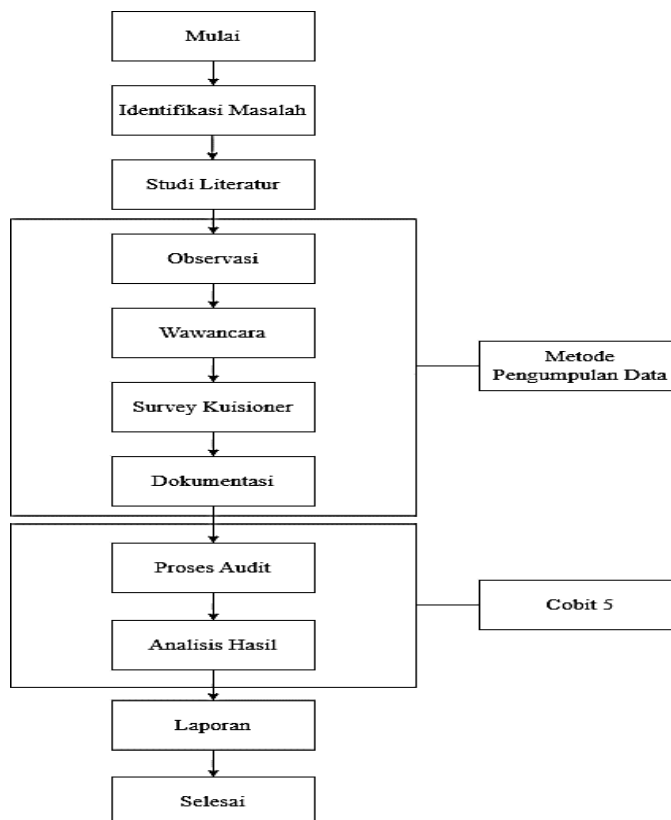 Mulai
Identifikasi Masalah
Studi Literatur
Observasi
Wawancara
Survey Kuisioner
Dokumentasi
Metode
Pengumpulan Data
Proses Audit
Analisis Hasil
Cobit 5
Laporan
Selesai